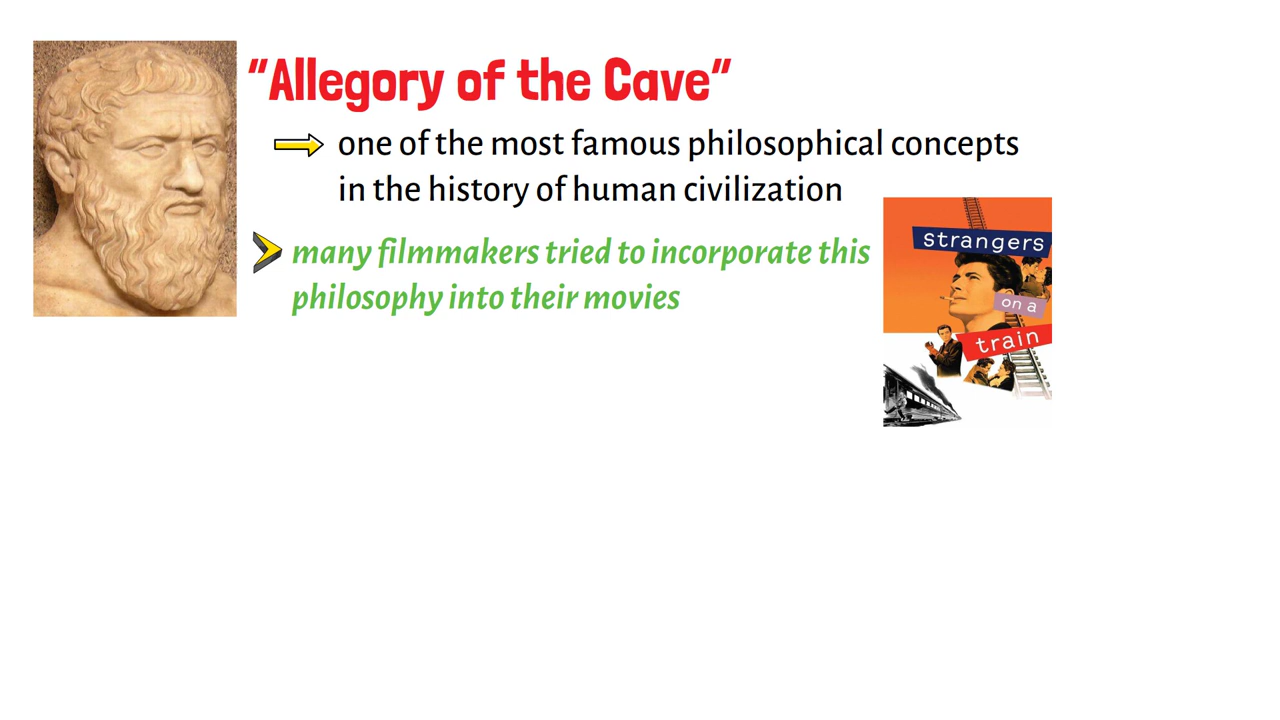 "Allegory of the Cave"
one of the most famous philosophical concepts
in the history of human civilization
many filmmakers tried to incorporate this
philosophy into their movies
strangers
on a
train